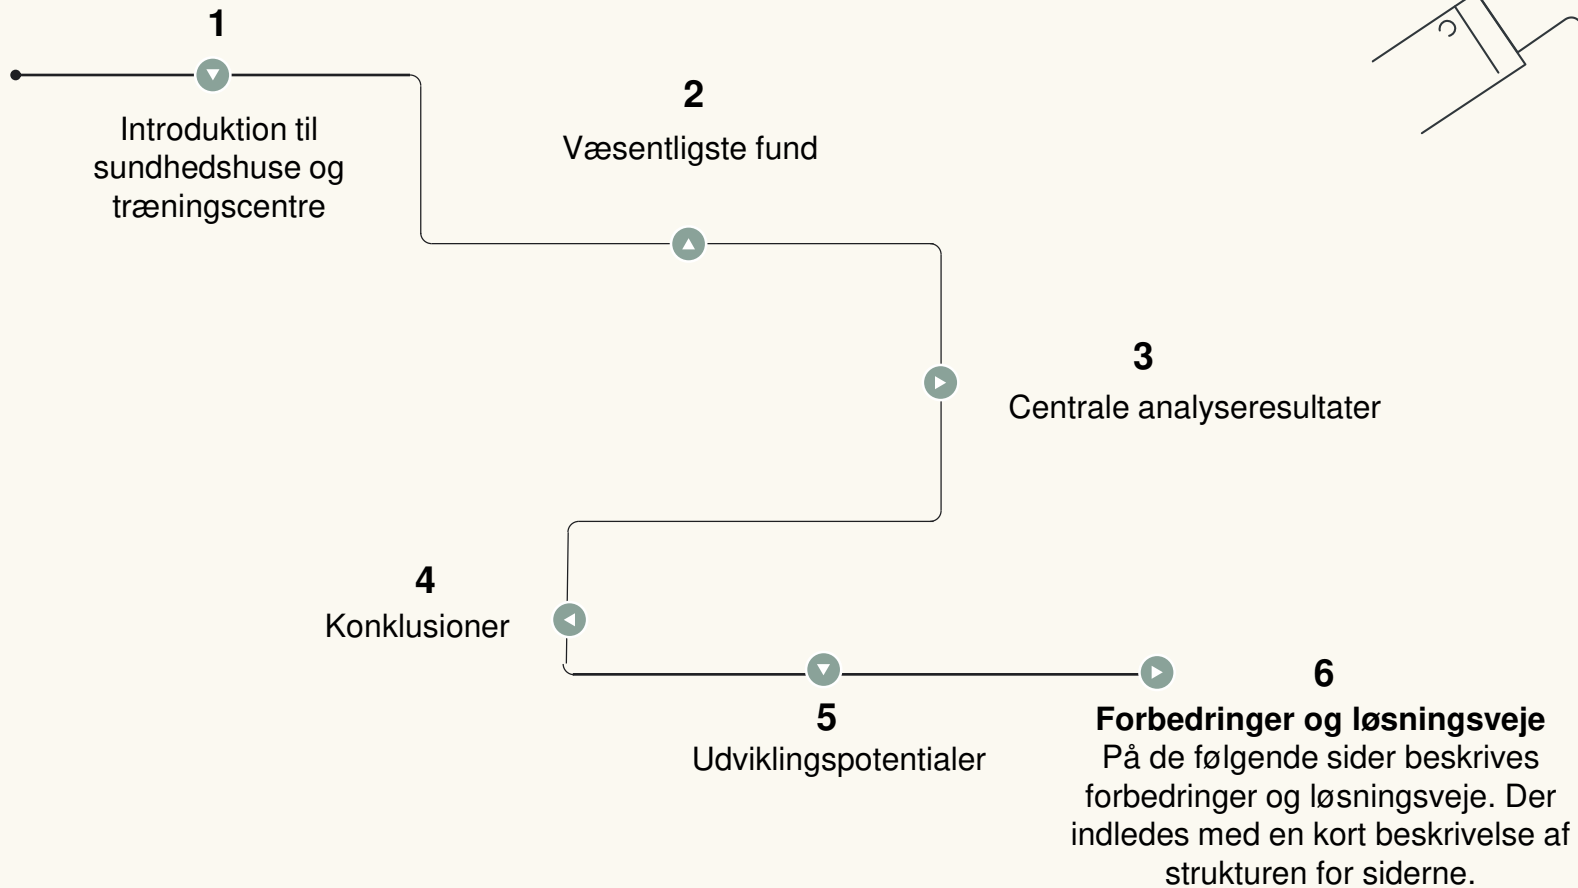 1
Introduktion til
sundhedshuse og
træningscentre
2
Væsentligste fund
3
Centrale analyseresultater
4
Konklusioner
5
Udviklingspotentialer
6
Forbedringer og løsningsveje
På de følgende sider beskrives
forbedringer og løsningsveje. Der
indledes med en kort beskrivelse af
strukturen for siderne.